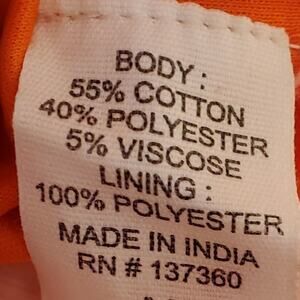 BODY :
55% COTTON
40% POLYESTER
5% VISCOSE
LINING :
100% POLYESTER
MADE IN INDIA
RN # 137360